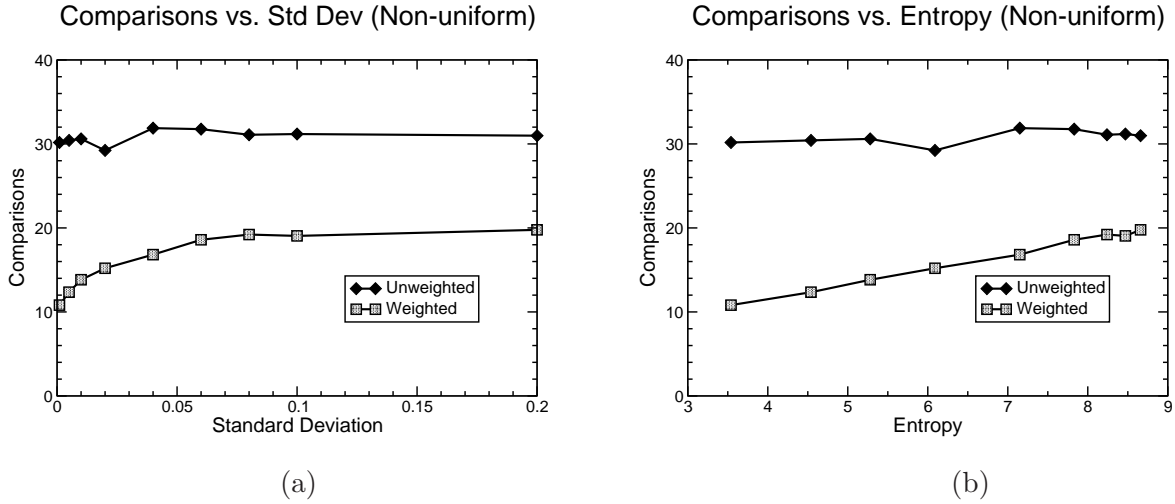 Comparisons vs. Std Dev (Non-uniform)
40
30
20
10
0
Comparisons
Unweighted
Weighted
0 0.05 0.1 0.15 0.2
Standard Deviation
(a)
Comparisons vs. Entropy (Non-uniform)
40
30
20
10
0
Comparisons
Unweighted
Weighted
3 4 5 6 7 8 9
Entropy
(b)